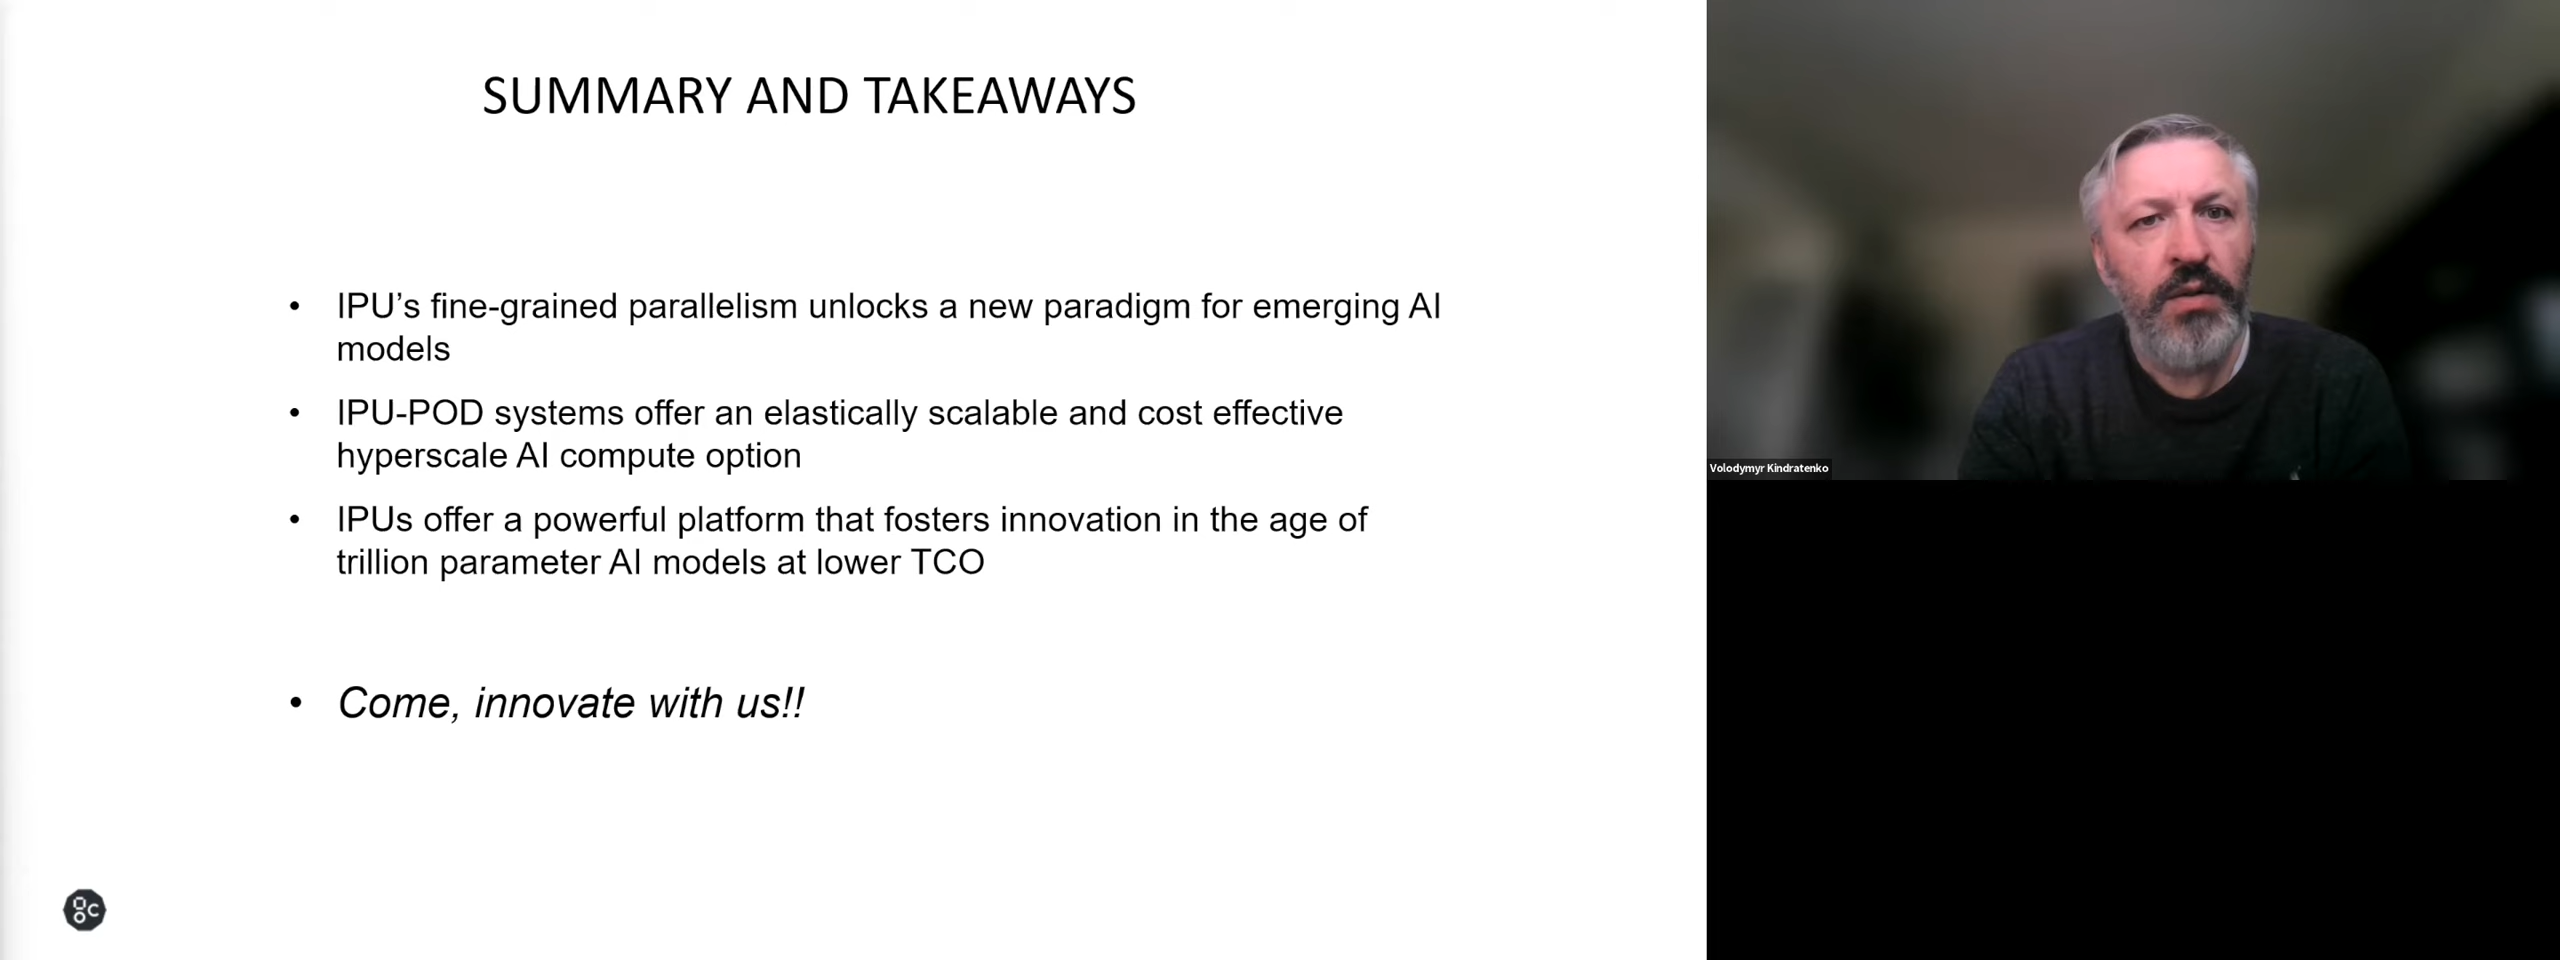 SUMMARY AND TAKEAWAYS
• IPU’s fine-grained parallelism unlocks a new paradigm for emerging AI
models
• IPU-POD systems offer an elastically scalable and cost effective
hyperscale AI compute option
• IPUs offer a powerful platform that fosters innovation in the age of
trillion parameter AI models at lower TCO
• Come, innovate with us!!
gc
Volodymyr Kindratenko